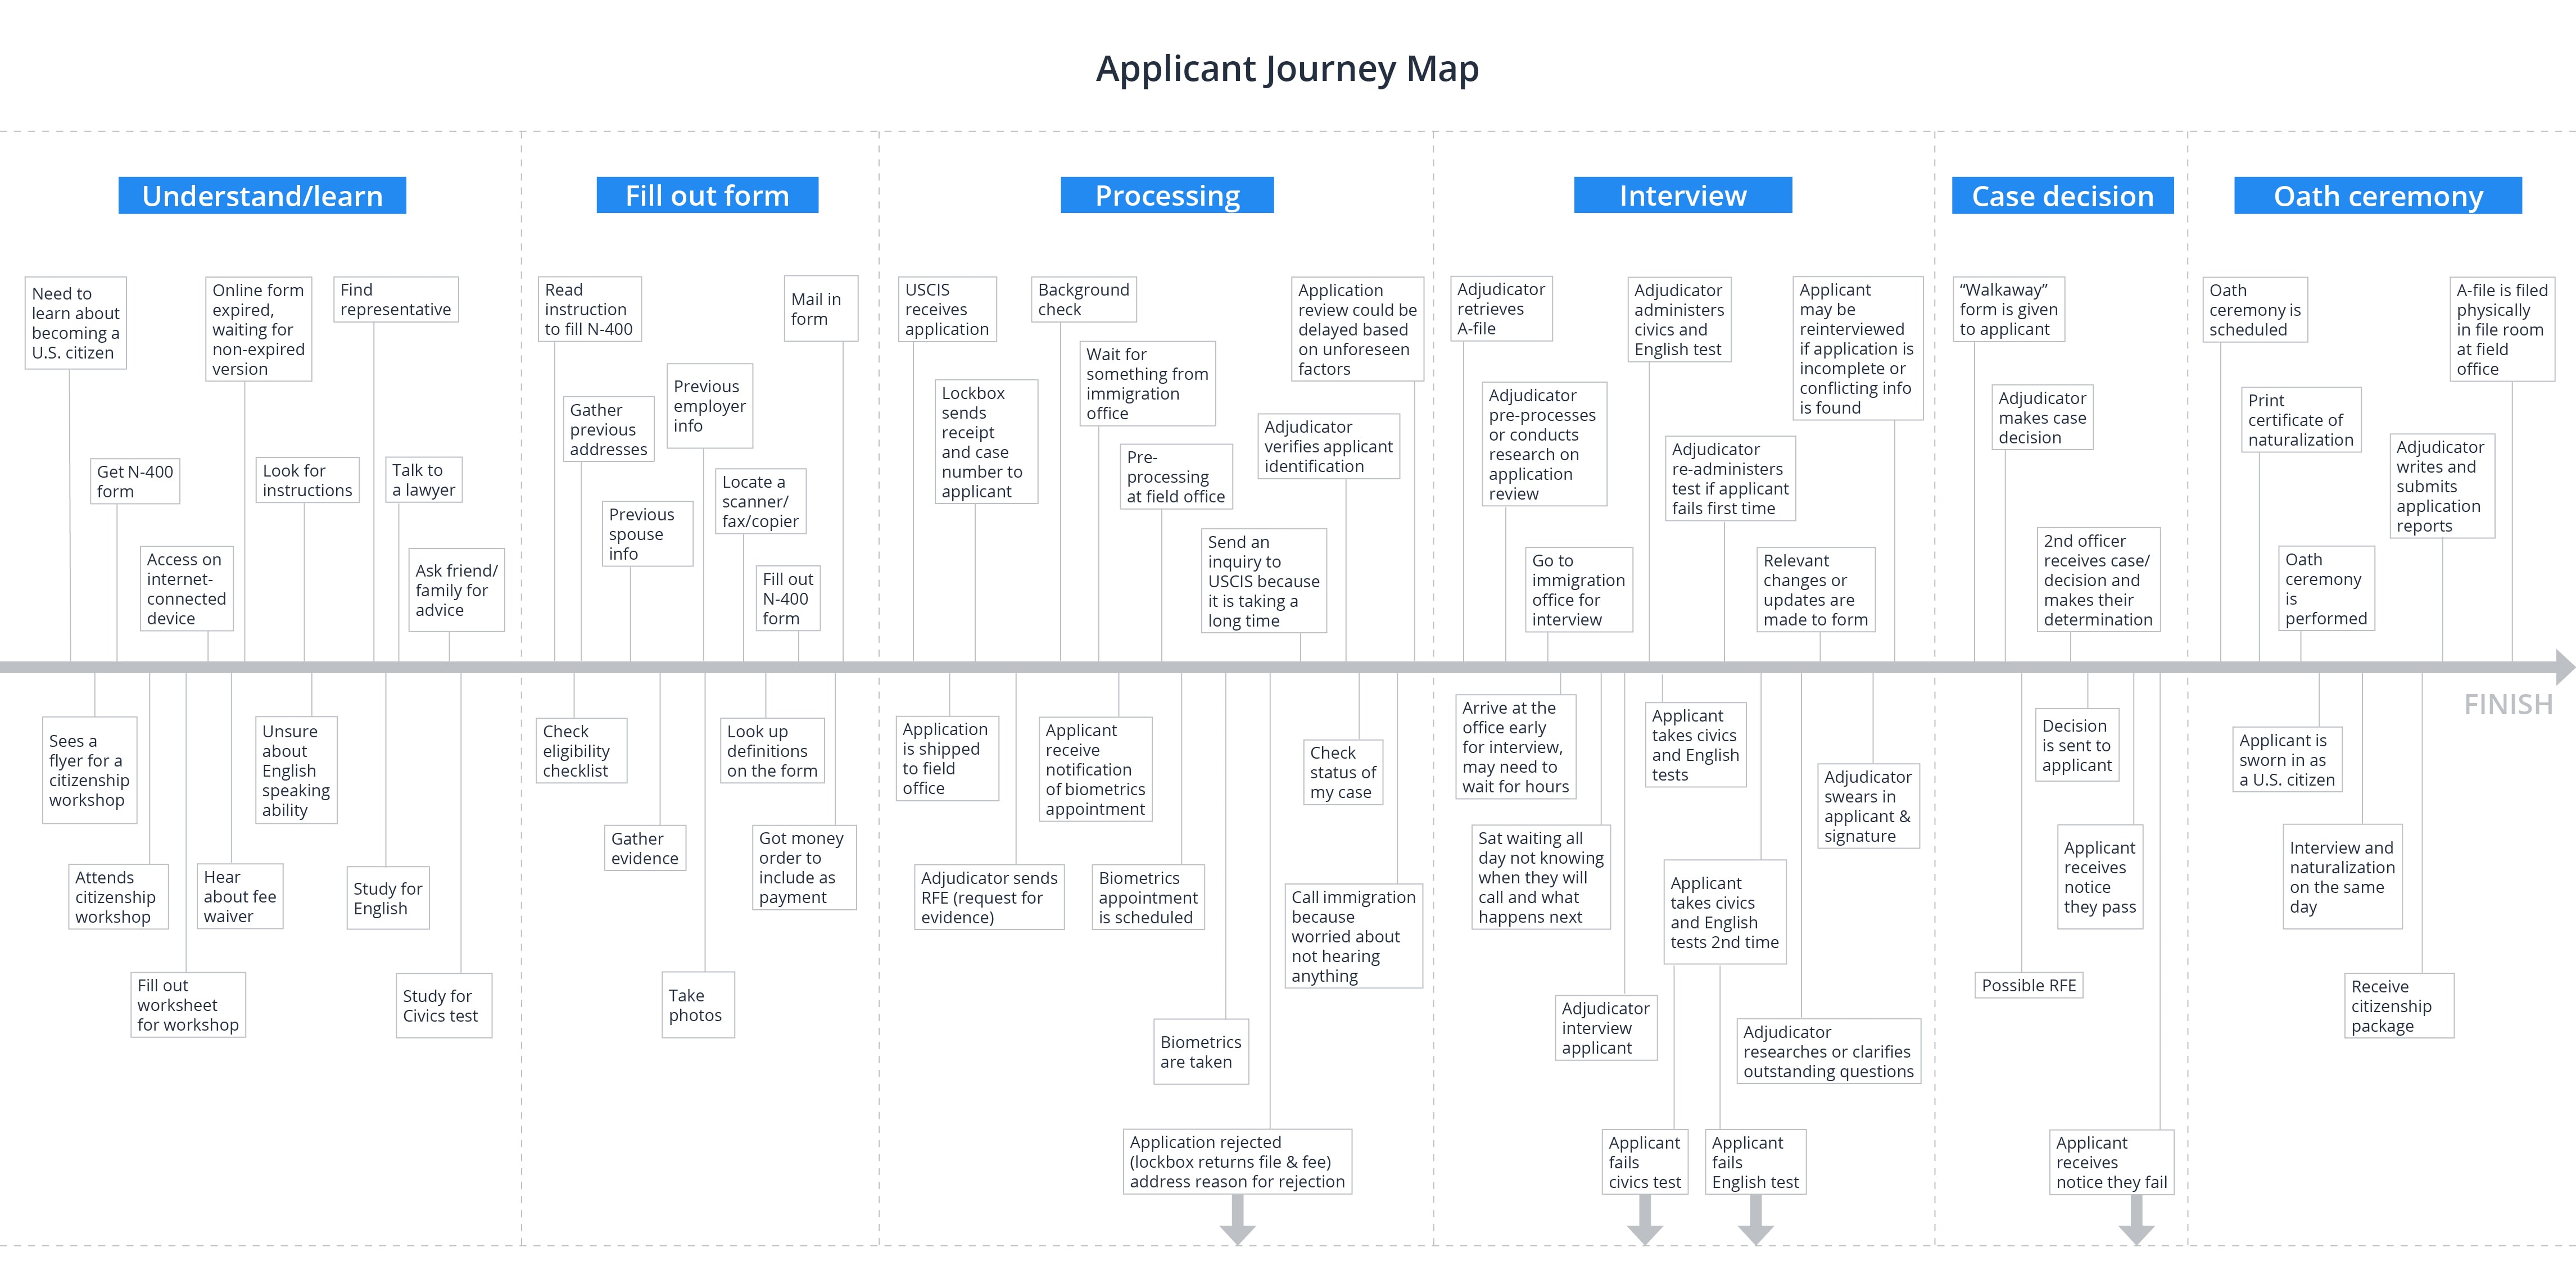 Applicant Journey Map
Understand/learn
Need to
learn about
becoming a
U.S. citizen
Online form
expired,
waiting for
non-expired
version
Find
representative
Get N-400
form
Look for
instructions
Talk to
a lawyer
Access on
internet-
connected
device
Ask friend/
family for
advice
Sees a
flyer for a
citizenship
workshop
Unsure
about
English
speaking
ability
Attends
citizenship
workshop
Hear
about fee
waiver
Study for
English
Fill out
worksheet
for workshop
Study for
Civics test
Fill out form
Read
instruction
to fill N-400
Mail in
form
Gather
previous
addresses
Previous
employer
info
Previous
spouse
info
Locate a
scanner/
fax/copier
Fill out
N-400
form
Check
eligibility
checklist
Look up
definitions
on the form
Gather
evidence
Got money
order to
include as
payment
Take
photos
Processing
USCIS
receives
application
Background
check
Application
review could be
delayed based
on unforeseen
factors
Lockbox
sends
receipt
and case
number to
applicant
Wait for
something from
immigration
office
Adjudicator
verifies applicant
identification
Pre-
processing
at field office
Send an
inquiry to
USCIS because
it is taking a
long time
Application
is shipped
to field
office
Applicant
receive
notification
of biometrics
appointment
Check
status of
my case
Adjudicator sends
RFE (request for
evidence)
Biometrics
appointment
is scheduled
Call immigration
because
worried about
not hearing
anything
Biometrics
are taken
Application rejected
(lockbox returns file & fee)
address reason for rejection
Interview
Adjudicator
retrieves
A-file
Adjudicator
administers
civics and
English test
Applicant
may be
reinterviewed
if application is
incomplete or
conflicting info
is found
Adjudicator
pre-processes
or conducts
research on
application
review
Adjudicator
re-administers
test if applicant
fails first time
Go to
immigration
office for
interview
Relevant
changes or
updates are
made to form
Arrive at the
office early
for interview,
may need to
wait for hours
Applicant
takes civics
and English
tests
Adjudicator
swears in
applicant &
signature
Sat waiting all
day not knowing
when they will
call and what
happens next
Applicant
takes civics
and English
tests 2nd time
Adjudicator
interview
applicant
Adjudicator
researches or clarifies
outstanding questions
Applicant
fails
civics test
Applicant
fails
English test
Case decision
“Walkaway”
form is given
to applicant
Adjudicator
makes case
decision
2nd officer
receives case/
decision and
makes their
determination
Decision
is sent to
applicant
Applicant
receives
notice
they pass
Possible RFE
Applicant
receives
notice they fail
Oath ceremony
Oath
ceremony is
scheduled
A-file is filed
physically
in file room
at field
office
Print
certificate of
naturalization
Adjudicator
writes and
submits
application
reports
Oath
ceremony
is
performed
FINISH
Applicant is
sworn in as
a U.S. citizen
Interview and
naturalization
on the same
day
Receive
citizenship
package